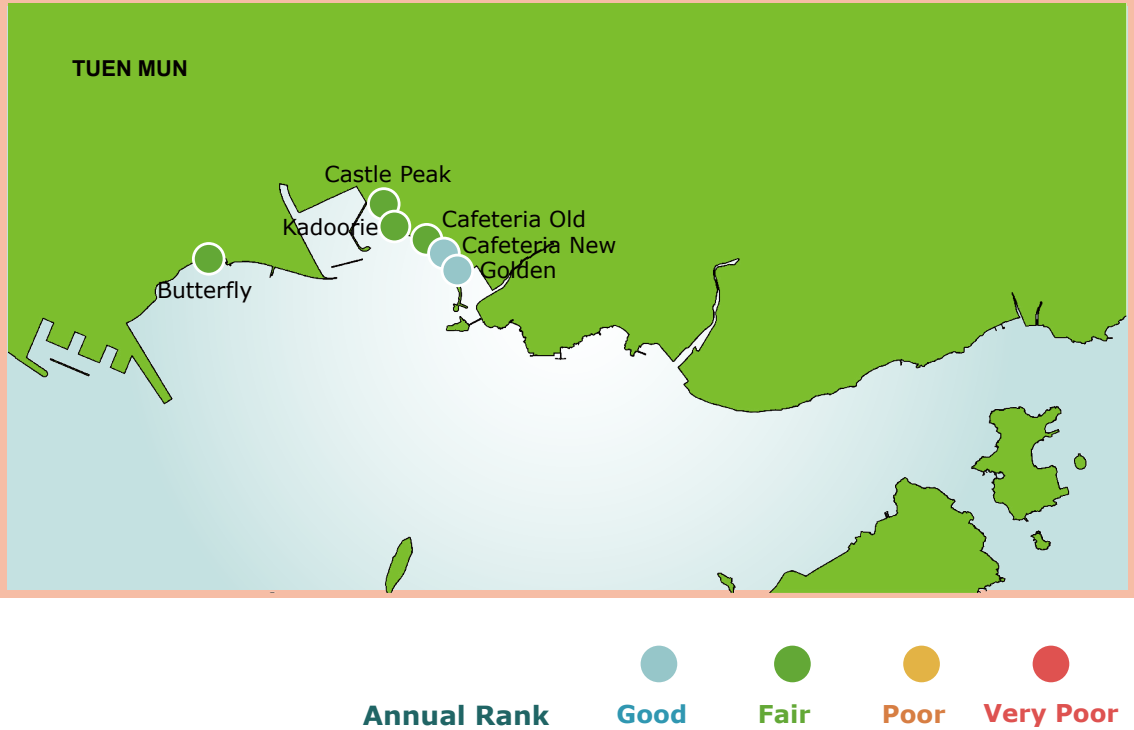 TUEN MUN
Castle Peak
Cafeteria Old
Kadoorie
Cafeteria New
Golden
Butterfly
Annual Rank
Good
Fair
Poor
Very Poor